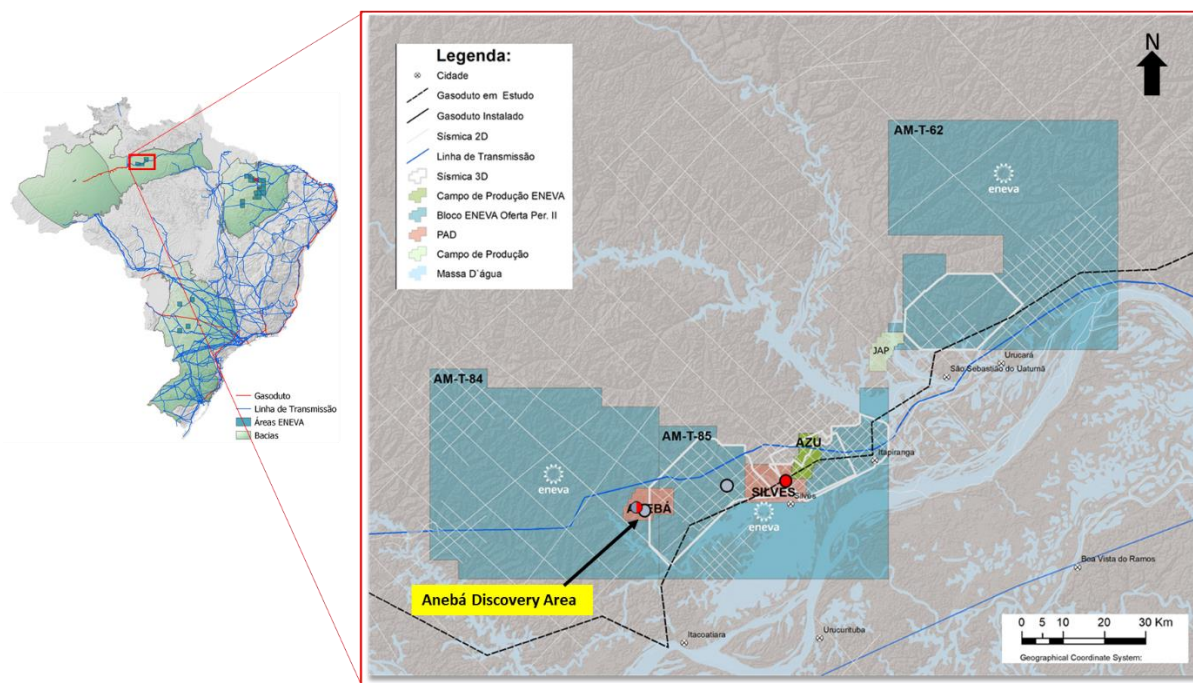 Gasoduto
Linha de Transmissão
Áreas ENEVA
Bacias
Legenda:
Cidade
Gasoduto em Estudo
Gasoduto Instalado
Sísmica 2D
Linha de Transmissão
Sísmica 3D
Campo de Produção ENEVA
Bloco ENEVA Oferta Per. II
PAD
Campo de Produção
Massa D´água
N
AM-T-62
eneva
JAP
Urucará
São Sebastião do Uatumã
AM-T-84
AM-T-85
AZU
Itapiranga
eneva
SILVES
Silves
eneva
Boa Vista do Ramos
Anebá Discovery Area
Itacoatiara
Urucurituba
0 5 10 20 30 Km
Geographical Coordinate System: